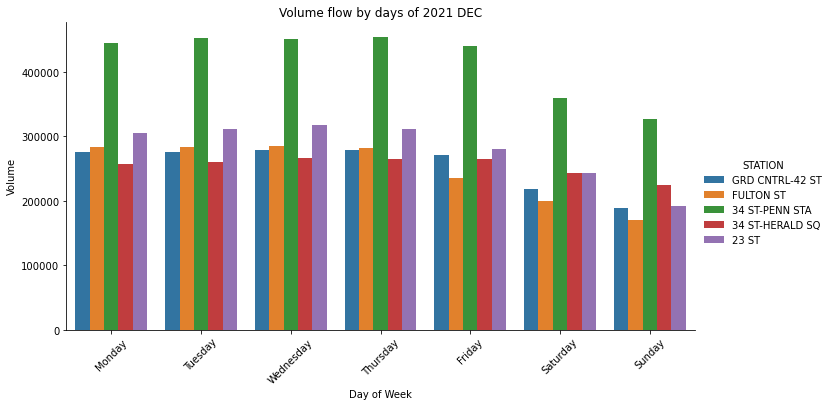 Volume flow by days of 2021 DEC
Volume
400000
300000
200000
100000
0
Monday
Tuesday
Wednesday
Thursday
Friday
Saturday
Sunday
Day of Week
STATION
GRD CNTRL-42 ST
FULTON ST
34 ST-PENN STA
34 ST-HERALD SQ
23 ST